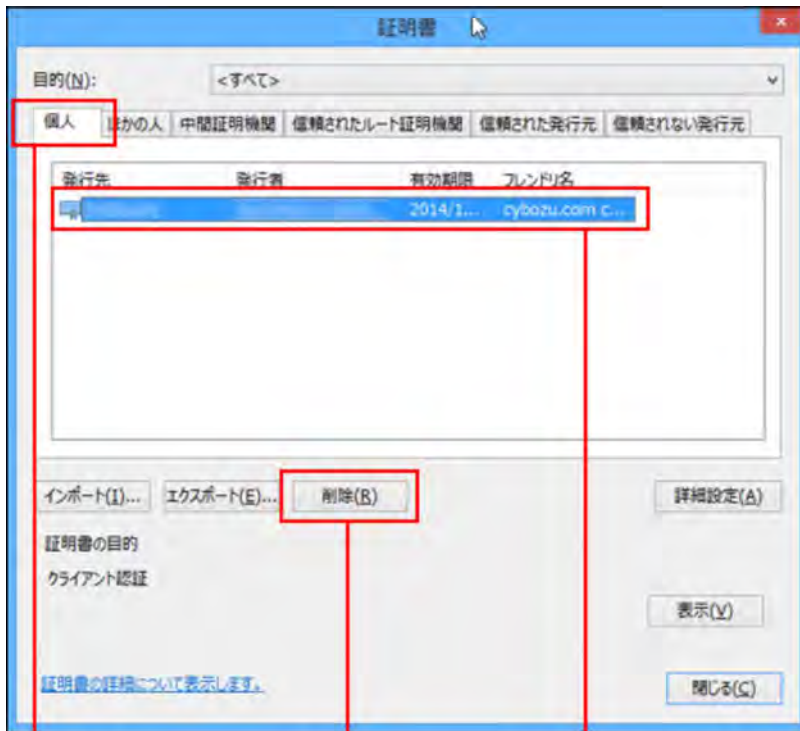 証明書
目的(N): <すべて>
個人 ほかの人 中間証明機関 信頼されたルート証明機関 信頼された発行元 信頼されない発行元
発行先 発行者 有効期限 フレンドリ名
2014/1... cybozu.com c...
インポート(I)... エクスポート(E)... 削除(R) 詳細設定(A)
証明書の目的
クライアント認証
表示(V)
証明書の詳細について表示します。
閉じる(C)